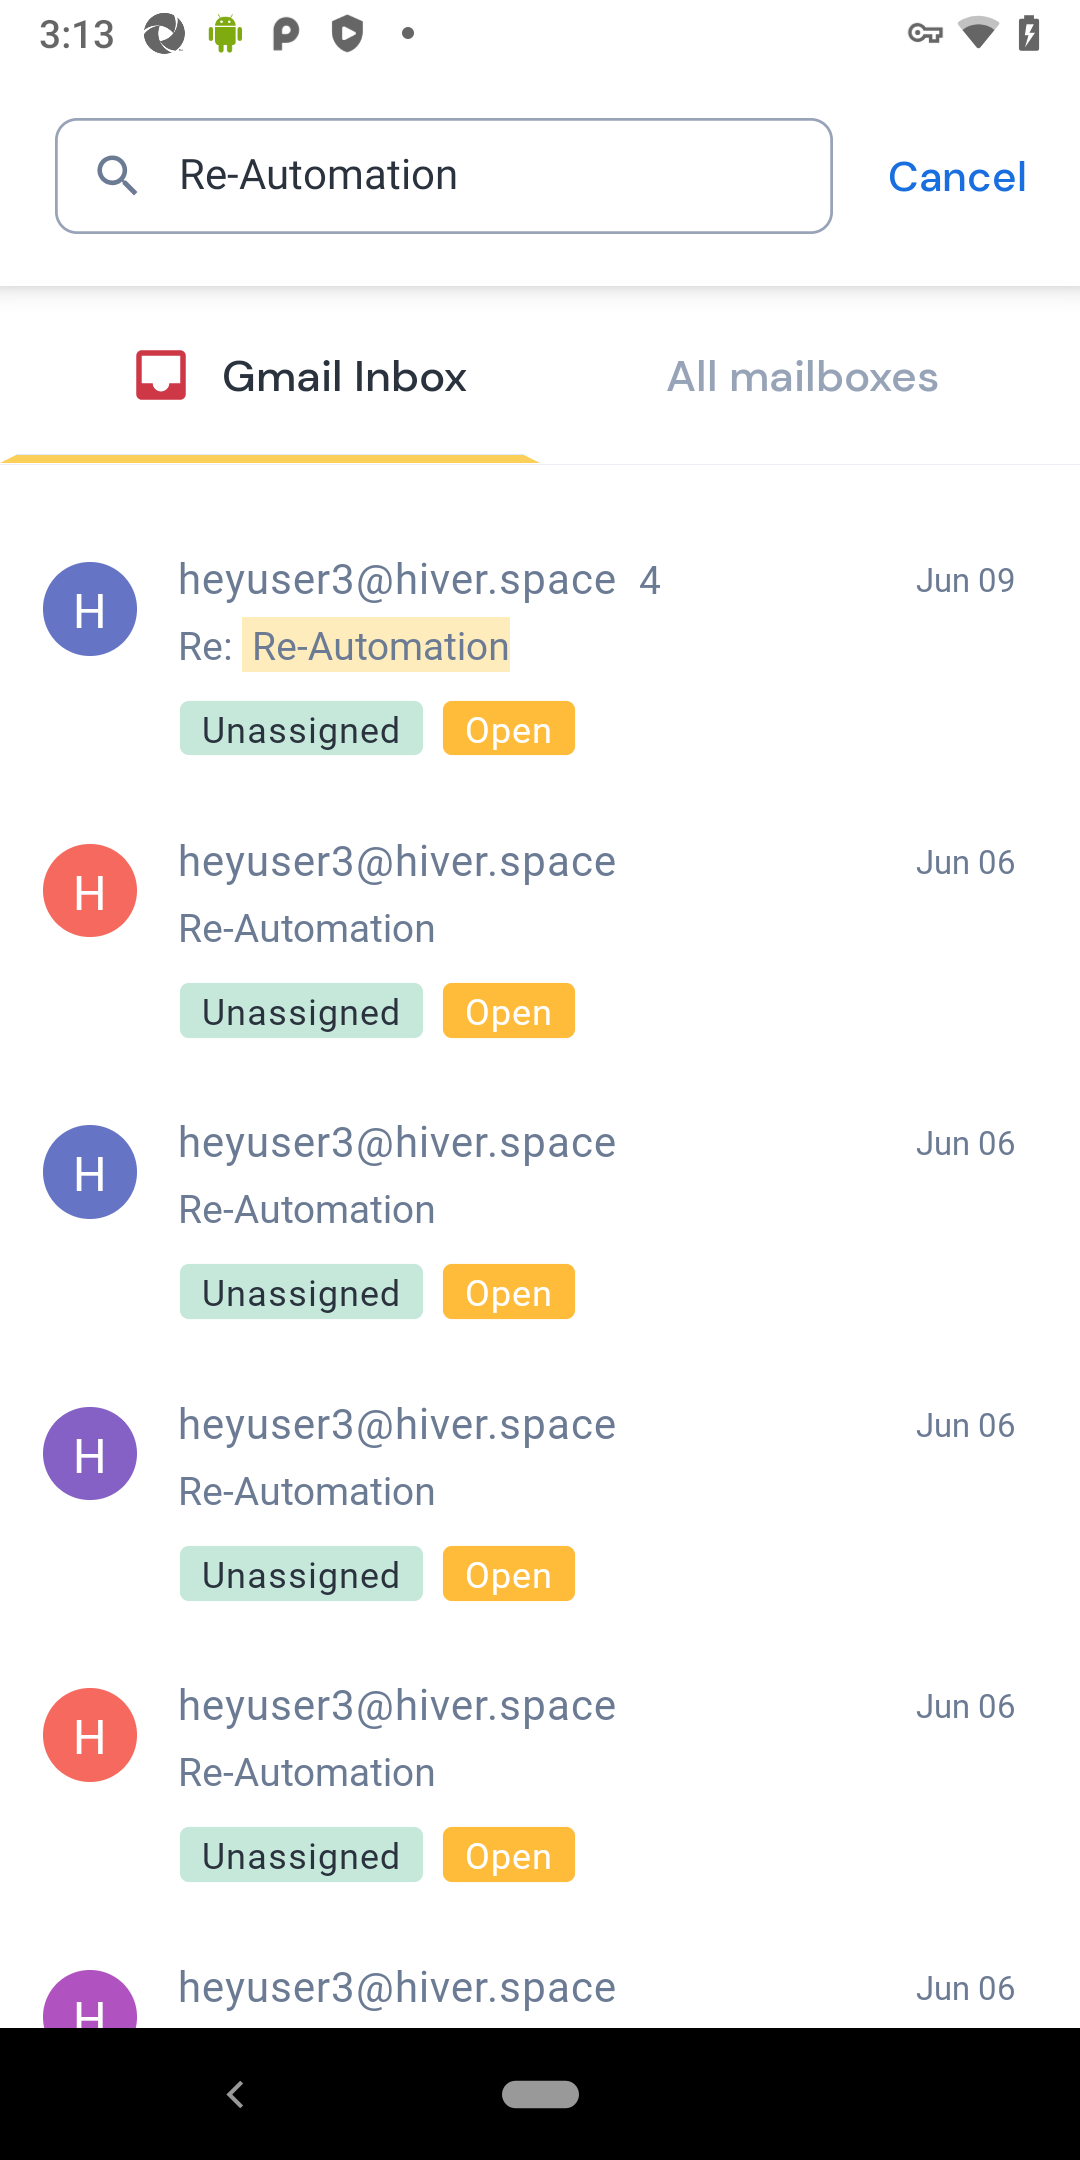 3:13
Re-Automation
Cancel
Gmail Inbox
All mailboxes
H
heyuser3@hiver.space 4
Jun 09
Re: Re-Automation
Unassigned
Open
H
heyuser3@hiver.space
Jun 06
Re-Automation
Unassigned
Open
H
heyuser3@hiver.space
Jun 06
Re-Automation
Unassigned
Open
H
heyuser3@hiver.space
Jun 06
Re-Automation
Unassigned
Open
H
heyuser3@hiver.space
Jun 06
Re-Automation
Unassigned
Open
H
heyuser3@hiver.space
Jun 06